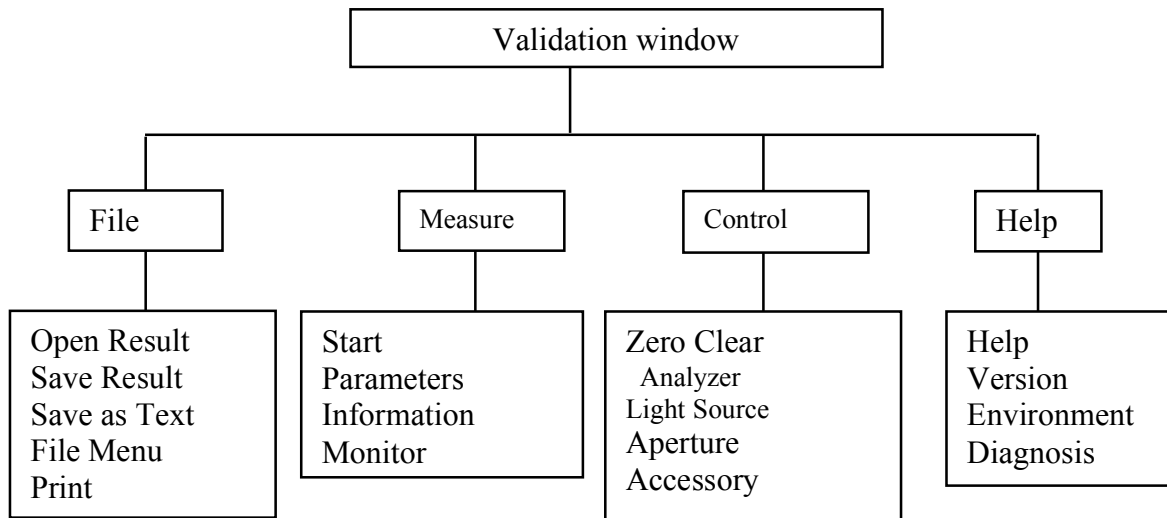 Validation window
File
Measure
Control
Help
Open Result
Save Result
Save as Text
File Menu
Print
Start
Parameters
Information
Monitor
Zero Clear
Analyzer
Light Source
Aperture
Accessory
Help
Version
Environment
Diagnosis